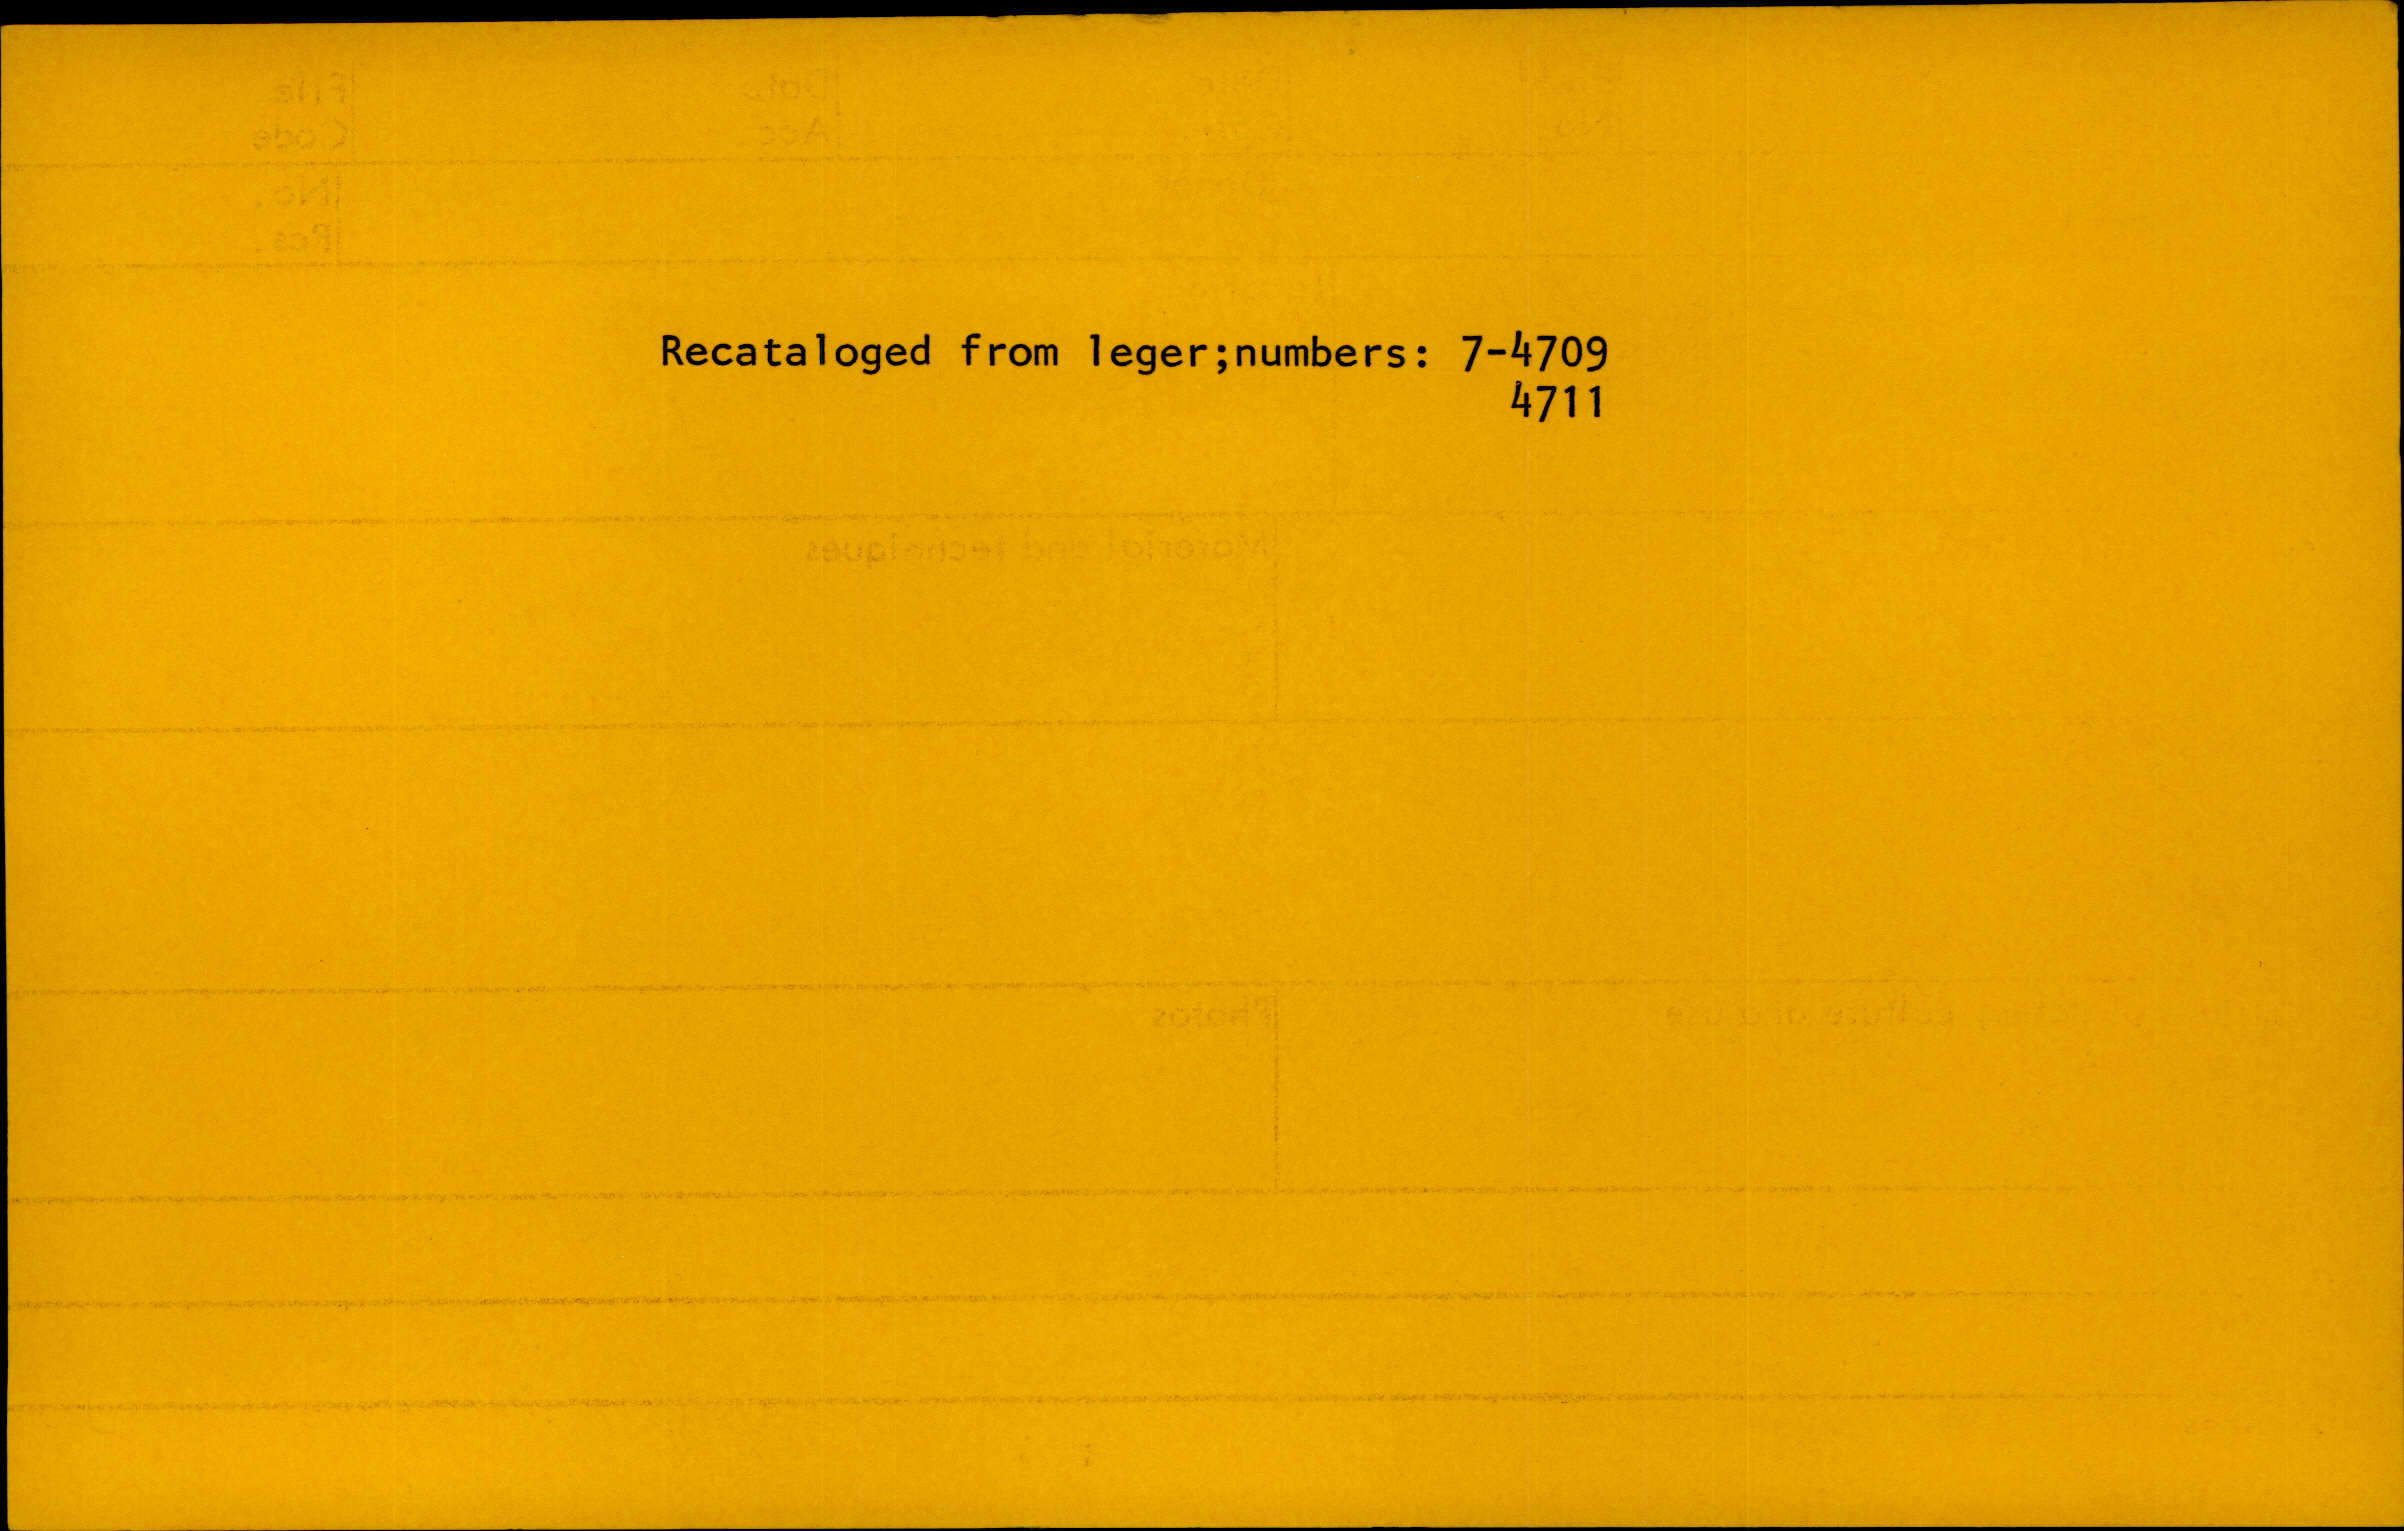 Recataloged from leger;numbers: 7-4709
4711